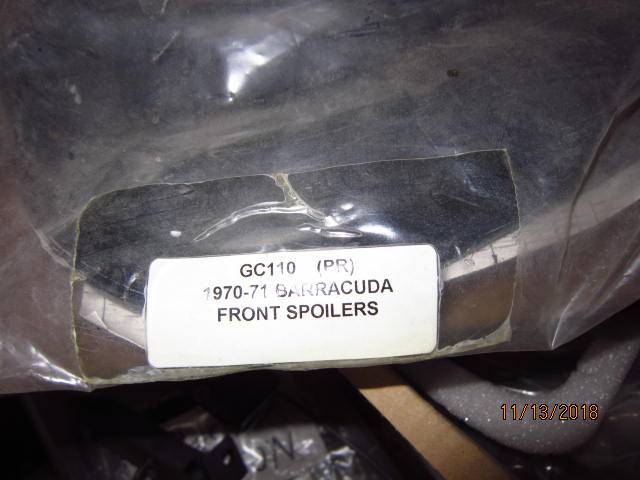 GC110 (PR)
1970-71 BARRACUDA
FRONT SPOILERS
11/13/2018